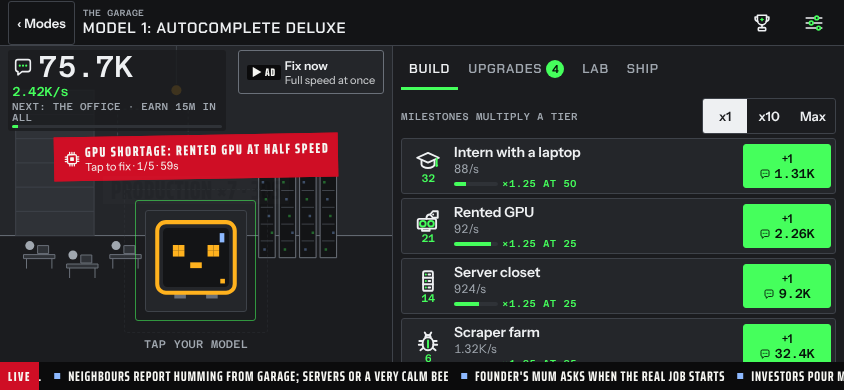 ‹ Modes
THE GARAGE
MODEL 1: AUTOCOMPLETE DELUXE
75.7K
2.42K/s
NEXT: THE OFFICE · EARN 15M IN
ALL
AD
Fix now
Full speed at once
GPU SHORTAGE: RENTED GPU AT HALF SPEED
Tap to fix · 1/5 · 59s
TAP YOUR MODEL
BUILD
UPGRADES 4
LAB
SHIP
MILESTONES MULTIPLY A TIER
x1
x10
Max
Intern with a laptop
88/s
32
×1.25 AT 50
+1
1.31K
Rented GPU
92/s
21
×1.25 AT 25
+1
2.26K
Server closet
924/s
14
×1.25 AT 25
+1
9.2K
Scraper farm
1.32K/s
6
×1.25 AT 25
+1
32.4K
LIVE
. ■ NEIGHBOURS REPORT HUMMING FROM GARAGE; SERVERS OR A VERY CALM BEE ■ FOUNDER'S MUM ASKS WHEN THE REAL JOB STARTS ■ INVESTORS POUR M